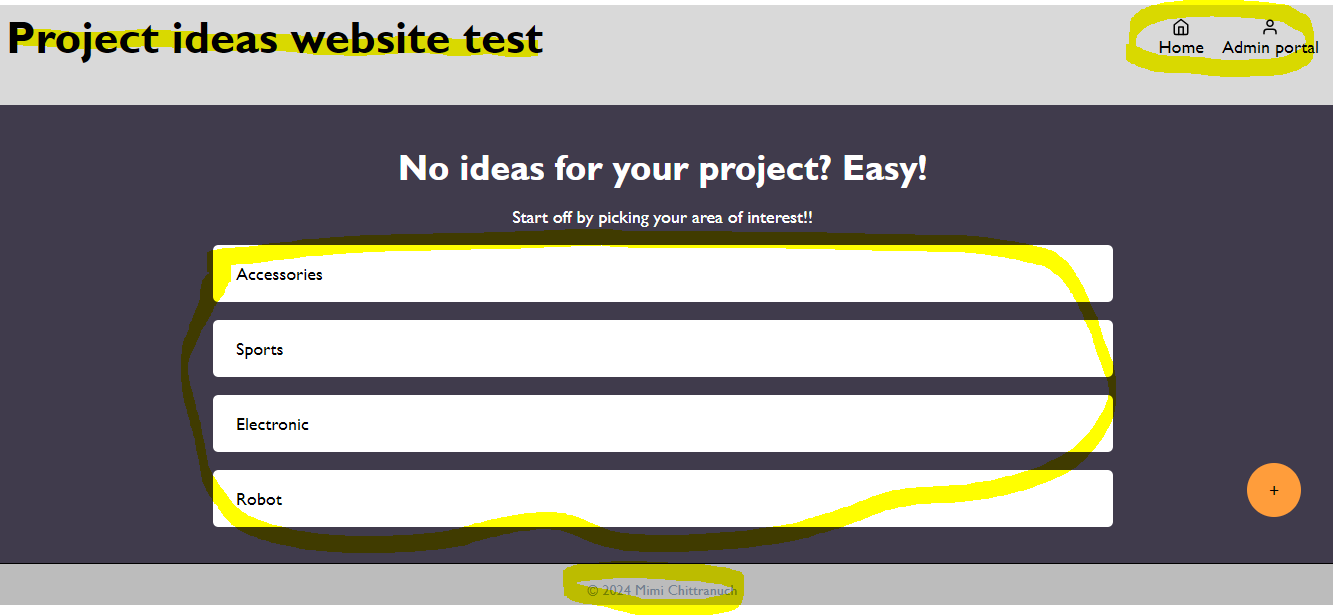 Project ideas website test
Home Admin portal
No ideas for your project? Easy!
Start off by picking your area of interest!!
Accessories
Sports
Electronic
Robot
+
© 2024 Mimi Chittranuch